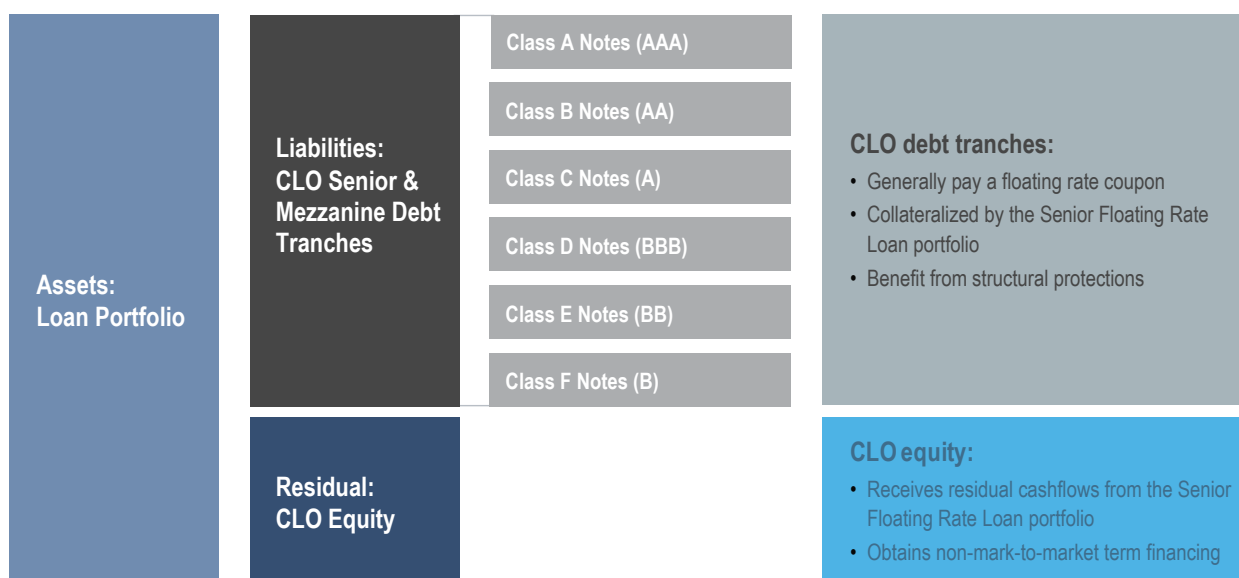 Assets:
Loan Portfolio
Liabilities:
CLO Senior &
Mezzanine Debt
Tranches
Class A Notes (AAA)
Class B Notes (AA)
Class C Notes (A)
Class D Notes (BBB)
Class E Notes (BB)
Class F Notes (B)
CLO debt tranches:
• Generally pay a floating rate coupon
• Collateralized by the Senior Floating Rate
Loan portfolio
• Benefit from structural protections
Residual:
CLO Equity
CLO equity:
• Receives residual cashflows from the Senior
Floating Rate Loan portfolio
• Obtains non-mark-to-market term financing